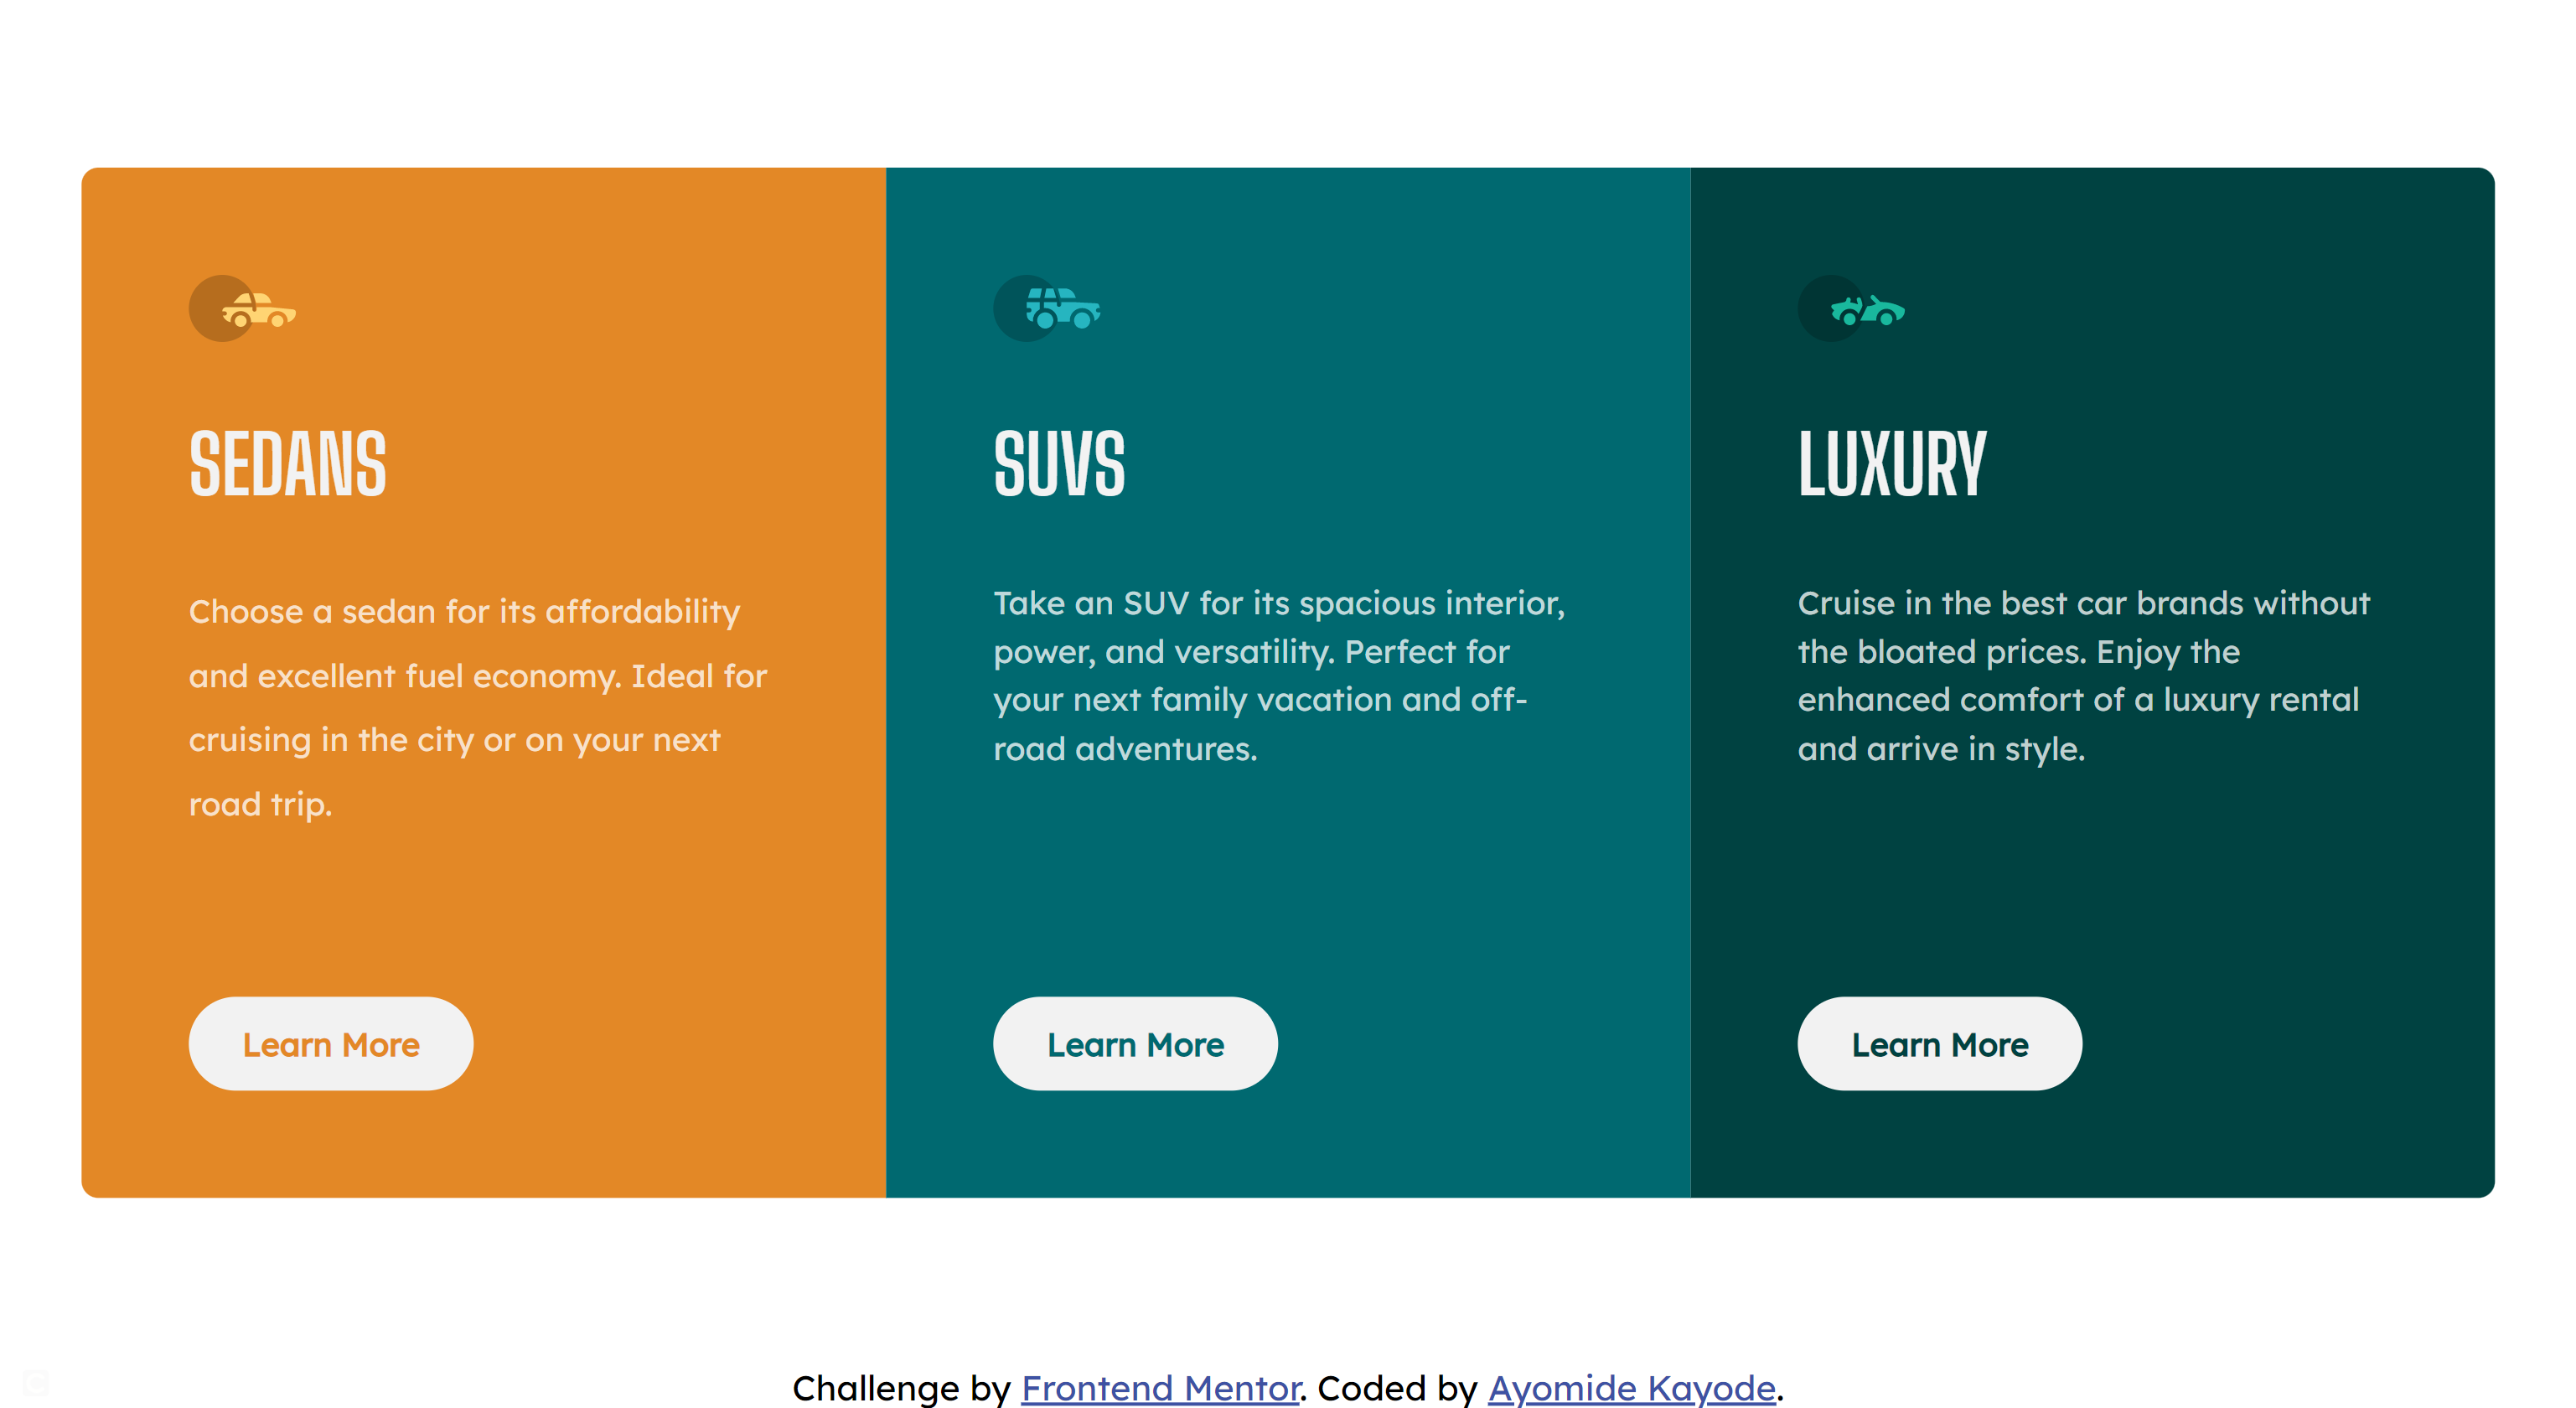 SEDANS
Choose a sedan for its affordability
and excellent fuel economy. Ideal for
cruising in the city or on your next
road trip.
Learn More
SUVS
Take an SUV for its spacious interior,
power, and versatility. Perfect for
your next family vacation and off-
road adventures.
Learn More
LUXURY
Cruise in the best car brands without
the bloated prices. Enjoy the
enhanced comfort of a luxury rental
and arrive in style.
Learn More
Challenge by Frontend Mentor. Coded by Ayomide Kayode.